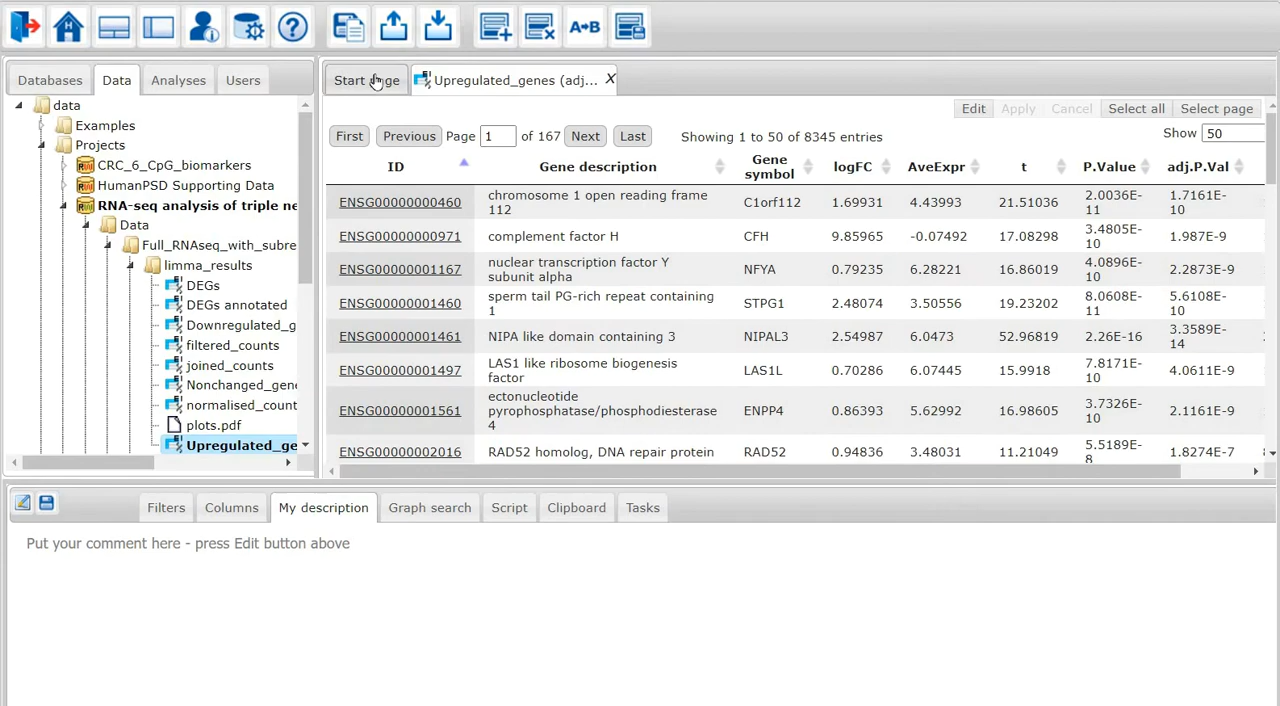 A→B
Databases Data Analyses Users
Start ge Upregulated_genes (adj... X
data
Examples
Projects
CRC_6_CpG_biomarkers
HumanPSD Supporting Data
RNA-seq analysis of triple ne
Data
Full_RNAseq_with_subre
limma_results
DEGs
DEGs annotated
Downregulated_g
filtered_counts
joined_counts
Nonchanged_gene
normalised_count
plots.pdf
Upregulated_ge
Edit Apply Cancel Select all Select page
First Previous Page 1 of 167 Next Last Showing 1 to 50 of 8345 entries Show 50
ID Gene description Gene symbol logFC AveExpr t P.Value adj.P.Val
ENSG00000000460 chromosome 1 open reading frame 112 C1orf112 1.69931 4.43993 21.51036 2.0036E-11 1.7161E-10
ENSG00000000971 complement factor H CFH 9.85965 -0.07492 17.08298 3.4805E-10 1.987E-9
ENSG00000001167 nuclear transcription factor Y subunit alpha NFYA 0.79235 6.28221 16.86019 4.0896E-10 2.2873E-9
ENSG00000001460 sperm tail PG-rich repeat containing 1 STPG1 2.48074 3.50556 19.23202 8.0608E-11 5.6108E-10
ENSG00000001461 NIPA like domain containing 3 NIPAL3 2.54987 6.0473 52.96819 2.26E-16 3.3589E-14
ENSG00000001497 LAS1 like ribosome biogenesis factor LAS1L 0.70286 6.07445 15.9918 7.8171E-10 4.0611E-9
ENSG00000001561 ectonucleotide pyrophosphatase/phosphodiesterase 4 ENPP4 0.86393 5.62992 16.98605 3.7326E-10 2.1161E-9
ENSG00000002016 RAD52 homolog, DNA repair protein RAD52 0.94836 3.48031 11.21049 5.5189E-8 1.8274E-7
Filters Columns My description Graph search Script Clipboard Tasks
Put your comment here - press Edit button above